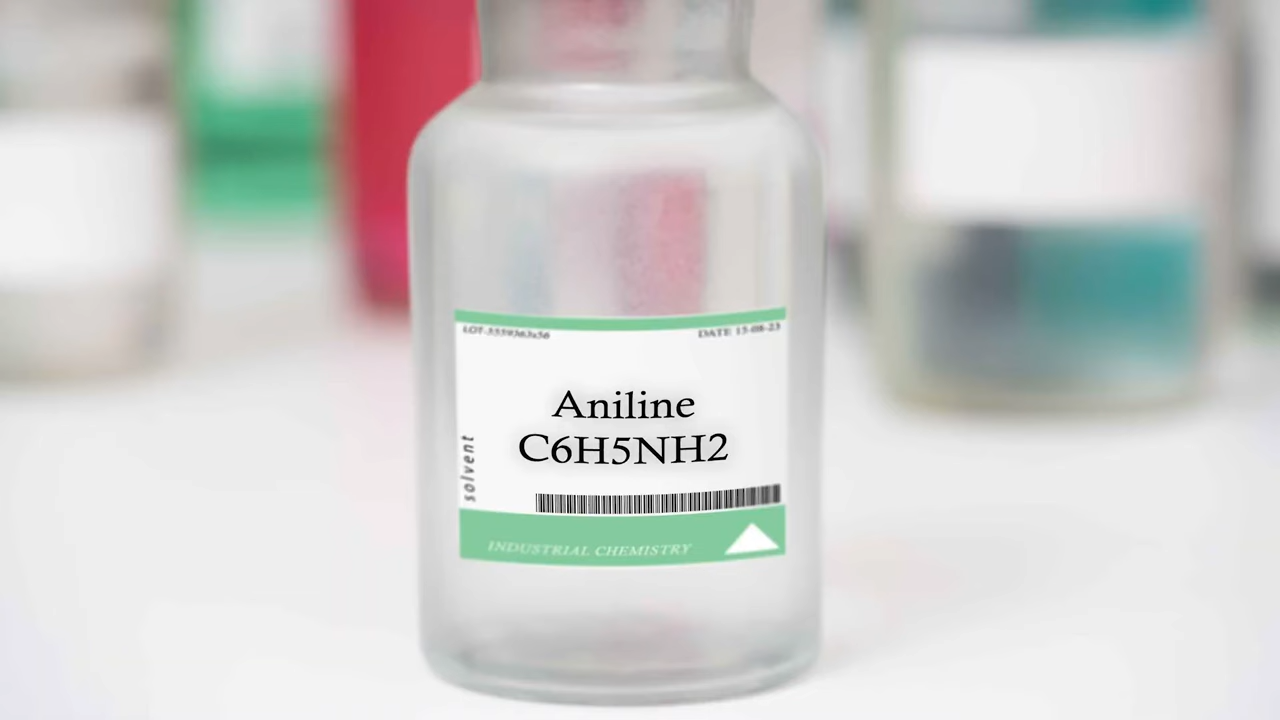 DATE 15-08-23
Aniline
C6H5NH2
solvent
INDUSTRIAL CHEMISTRY